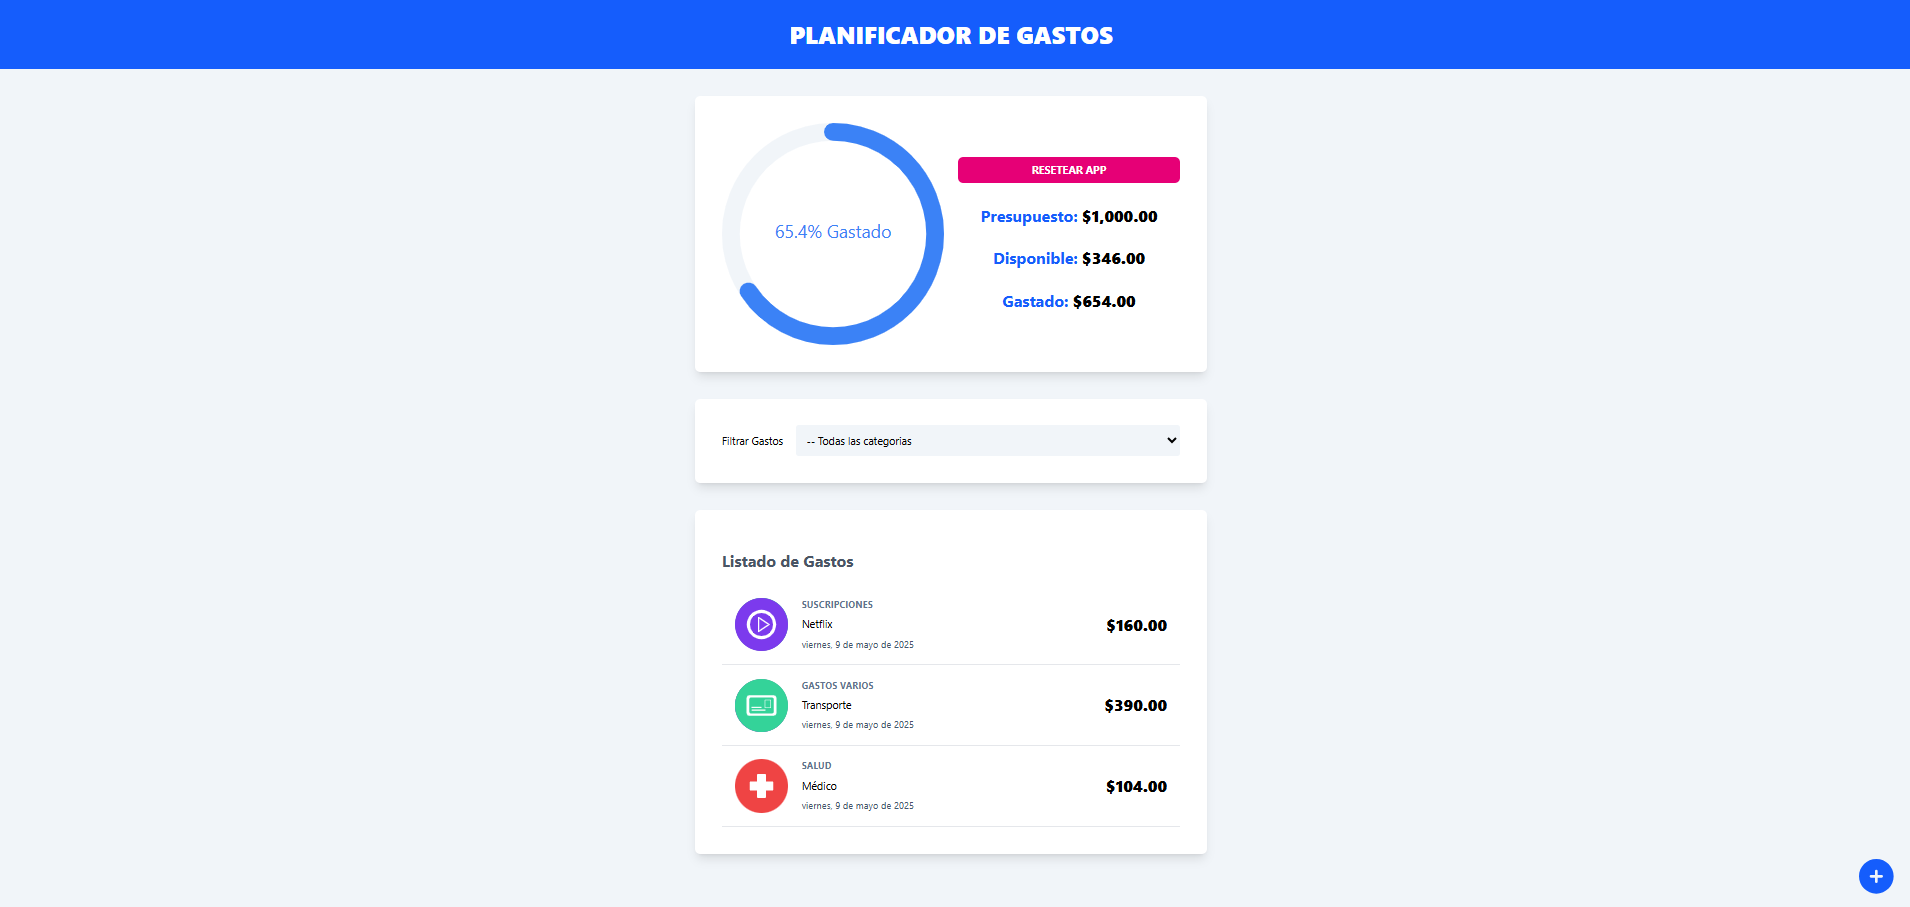 PLANIFICADOR DE GASTOS
65.4% Gastado
RESETEAR APP
Presupuesto: $1,000.00
Disponible: $346.00
Gastado: $654.00
Filtrar Gastos
-- Todas las categorias
Listado de Gastos
SUSCRIPCIONES
Netflix
viernes, 9 de mayo de 2025
$160.00
GASTOS VARIOS
Transporte
viernes, 9 de mayo de 2025
$390.00
SALUD
Médico
viernes, 9 de mayo de 2025
$104.00